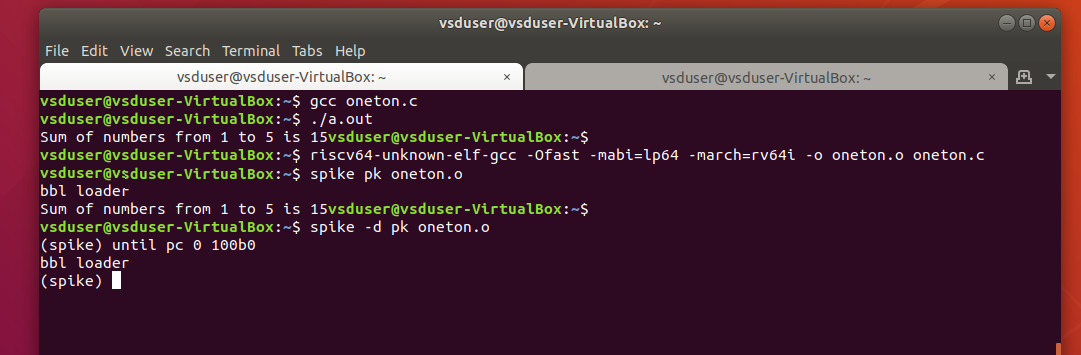 vsduser@vsduser-VirtualBox: ~
File Edit View Search Terminal Tabs Help
vsduser@vsduser-VirtualBox: ~ × vsduser@vsduser-VirtualBox: ~ ×
vsduser@vsduser-VirtualBox:~$ gcc oneton.c
vsduser@vsduser-VirtualBox:~$ ./a.out
Sum of numbers from 1 to 5 is 15vsduser@vsduser-VirtualBox:~$
vsduser@vsduser-VirtualBox:~$ riscv64-unknown-elf-gcc -Ofast -mabi=lp64 -march=rv64i -o oneton.o oneton.c
vsduser@vsduser-VirtualBox:~$ spike pk oneton.o
bbl loader
Sum of numbers from 1 to 5 is 15vsduser@vsduser-VirtualBox:~$
vsduser@vsduser-VirtualBox:~$ spike -d pk oneton.o
(spike) until pc 0 100b0
bbl loader
(spike)